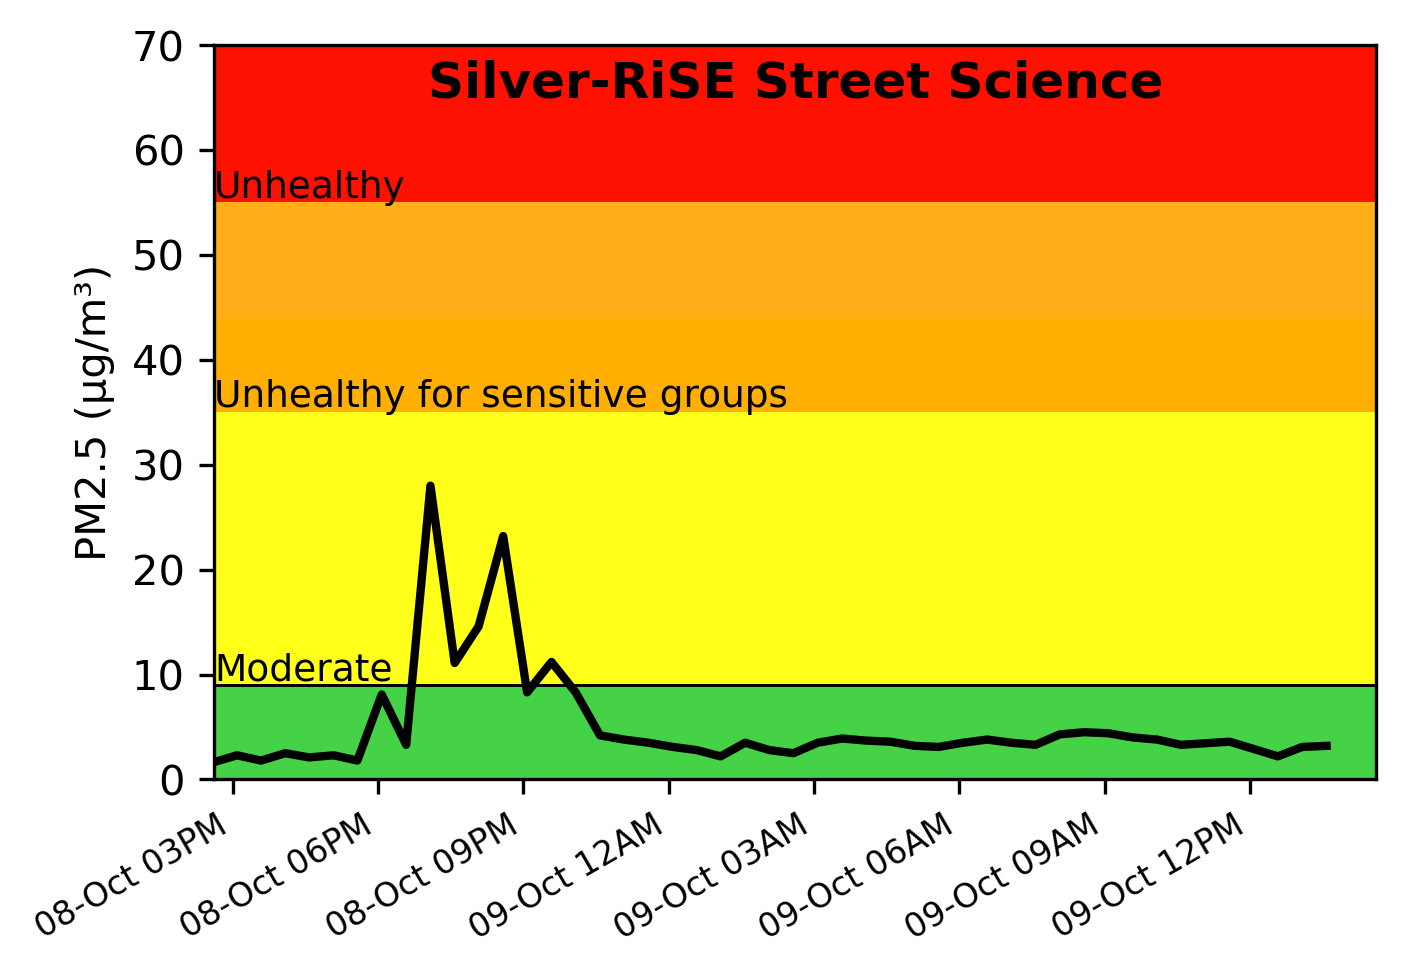 Silver-RiSE Street Science
70
60
50
40
30
20
10
0
PM2.5 (µg/m³)
Unhealthy
Unhealthy for sensitive groups
Moderate
08-Oct 03PM
08-Oct 06PM
08-Oct 09PM
09-Oct 12AM
09-Oct 03AM
09-Oct 06AM
09-Oct 09AM
09-Oct 12PM